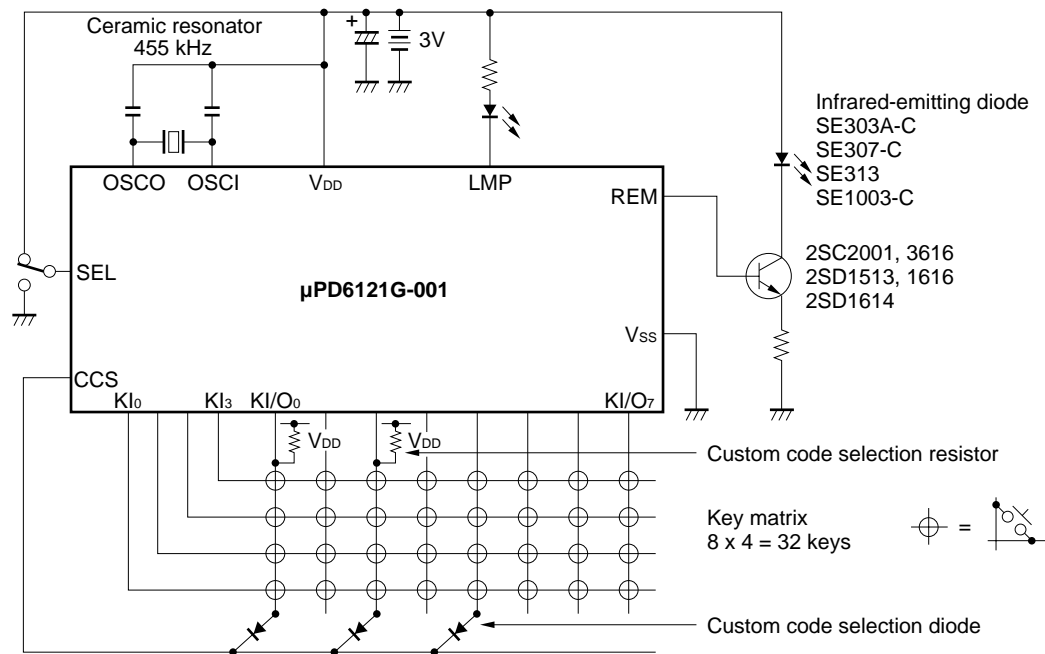 Ceramic resonator
455 kHz
+
3V
Infrared-emitting diode
SE303A-C
SE307-C
SE313
SE1003-C
OSCO
OSCI
VDD
LMP
REM
SEL
2SC2001, 3616
2SD1513, 1616
2SD1614
µPD6121G-001
VSS
CCS
KI0
KI3
KI/O0
KI/O7
VDD
VDD
Custom code selection resistor
Key matrix
8 x 4 = 32 keys
=
Custom code selection diode